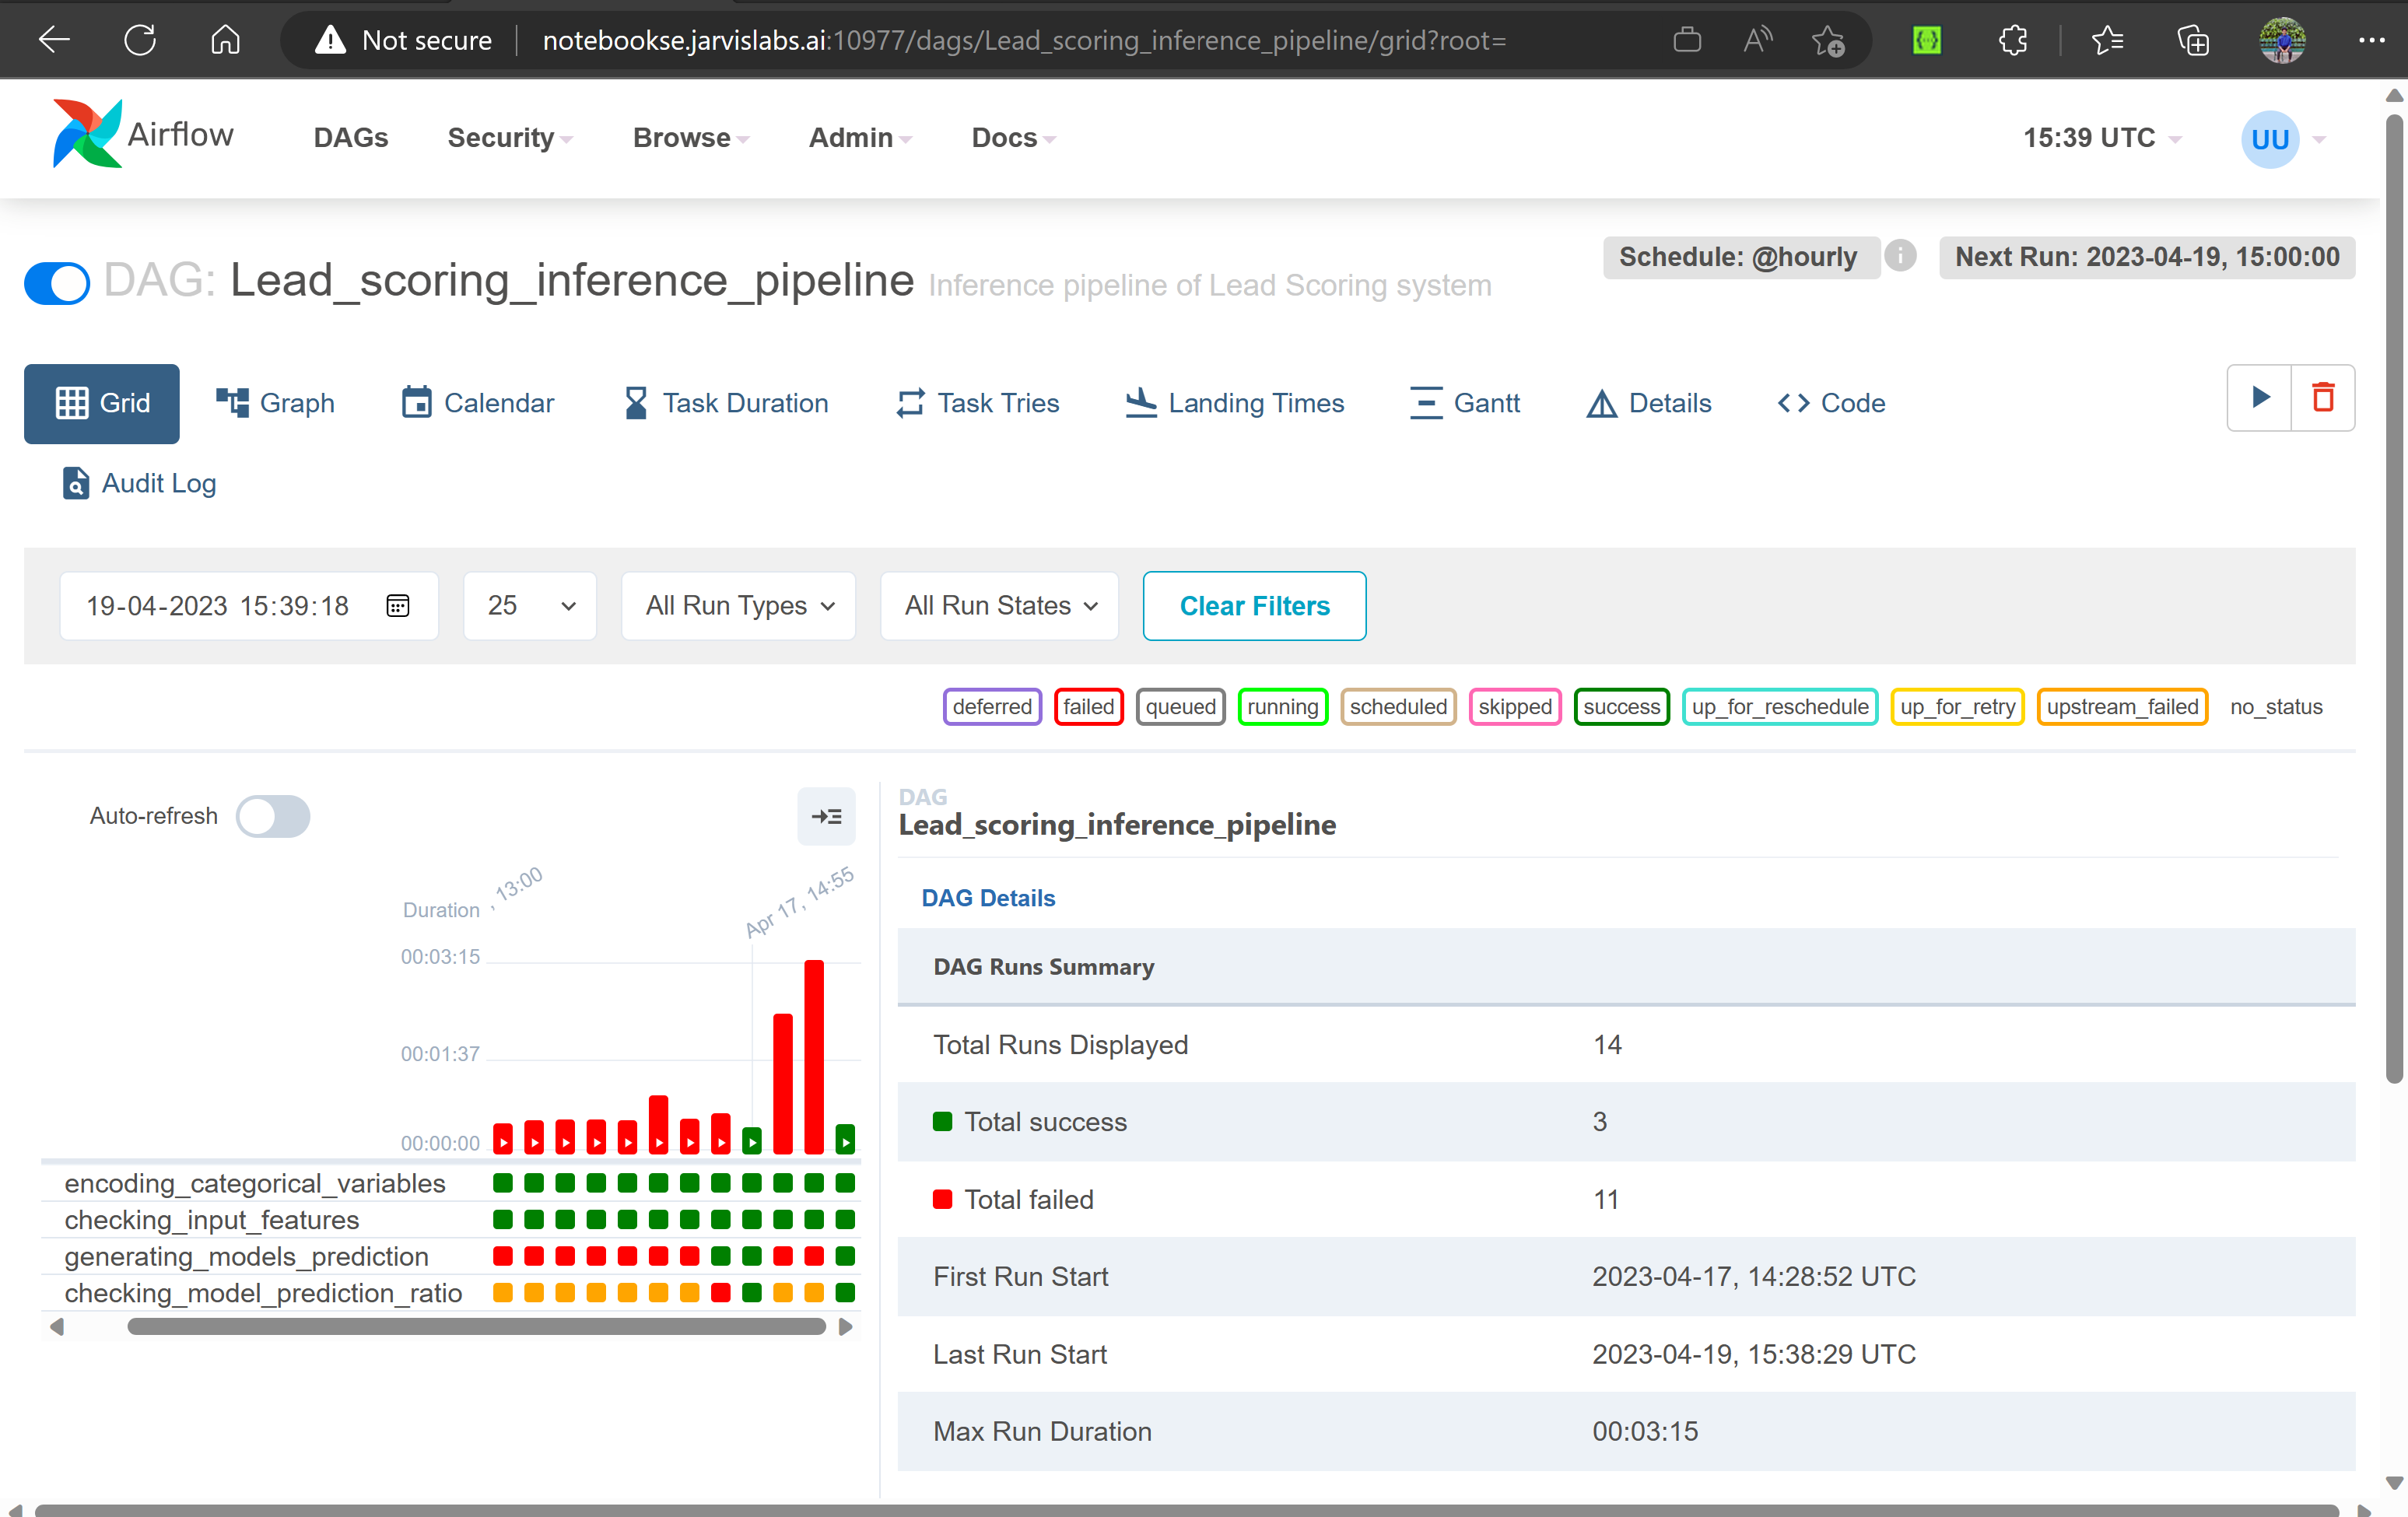 Not secure notebookse.jarvislabs.ai:10977/dags/Lead_scoring_inference_pipeline/grid?root=
Airflow DAGs Security Browse Admin Docs 15:39 UTC UU
DAG: Lead_scoring_inference_pipeline Inference pipeline of Lead Scoring system
Schedule: @hourly Next Run: 2023-04-19, 15:00:00
Grid Graph Calendar Task Duration Task Tries Landing Times Gantt Details Code
Audit Log
19-04-2023 15:39:18 25 All Run Types All Run States Clear Filters
deferred failed queued running scheduled skipped success up_for_reschedule up_for_retry upstream_failed no_status
Auto-refresh
Duration
, 13:00
Apr 17, 14:55
00:03:15
00:01:37
00:00:00
encoding_categorical_variables
checking_input_features
generating_models_prediction
checking_model_prediction_ratio
DAG
Lead_scoring_inference_pipeline
DAG Details
DAG Runs Summary
Total Runs Displayed 14
Total success 3
Total failed 11
First Run Start 2023-04-17, 14:28:52 UTC
Last Run Start 2023-04-19, 15:38:29 UTC
Max Run Duration 00:03:15